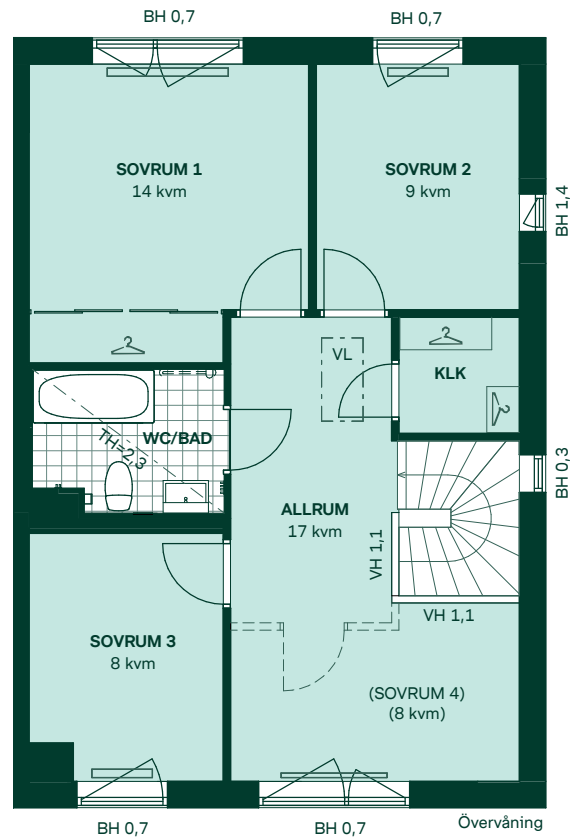 BH 0,7
BH 0,7
SOVRUM 1
14 kvm
SOVRUM 2
9 kvm
BH 1,4
VL
KLK
WC/BAD
TH=2,3
BH 0,3
ALLRUM
17 kvm
VH 1,1
VH 1,1
SOVRUM 3
8 kvm
(SOVRUM 4)
(8 kvm)
BH 0,7
BH 0,7
Övervåning